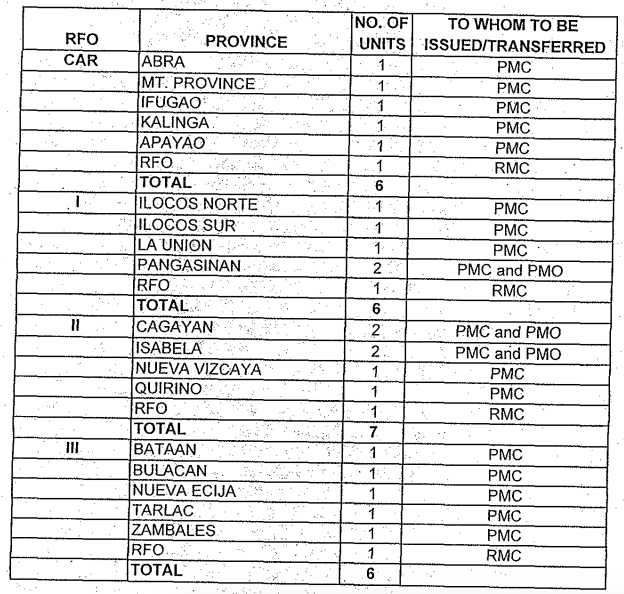 RFO PROVINCE NO. OF UNITS TO WHOM TO BE ISSUED/TRANSFERRED
CAR ABRA 1 PMC
MT. PROVINCE 1 PMC
IFUGAO 1 PMC
KALINGA 1 PMC
APAYAO 1 PMC
RFO 1 RMC
TOTAL 6
I ILOCOS NORTE 1 PMC
ILOCOS SUR 1 PMC
LA UNION 1 PMC
PANGASINAN 2 PMC and PMO
RFO 1 RMC
TOTAL 6
II CAGAYAN 2 PMC and PMO
ISABELA 2 PMC and PMO
NUEVA VIZCAYA 1 PMC
QUIRINO 1 PMC
RFO 1 RMC
TOTAL 7
III BATAAN 1 PMC
BULACAN 1 PMC
NUEVA ECIJA 1 PMC
TARLAC 1 PMC
ZAMBALES 1 PMC
RFO 1 RMC
TOTAL 6